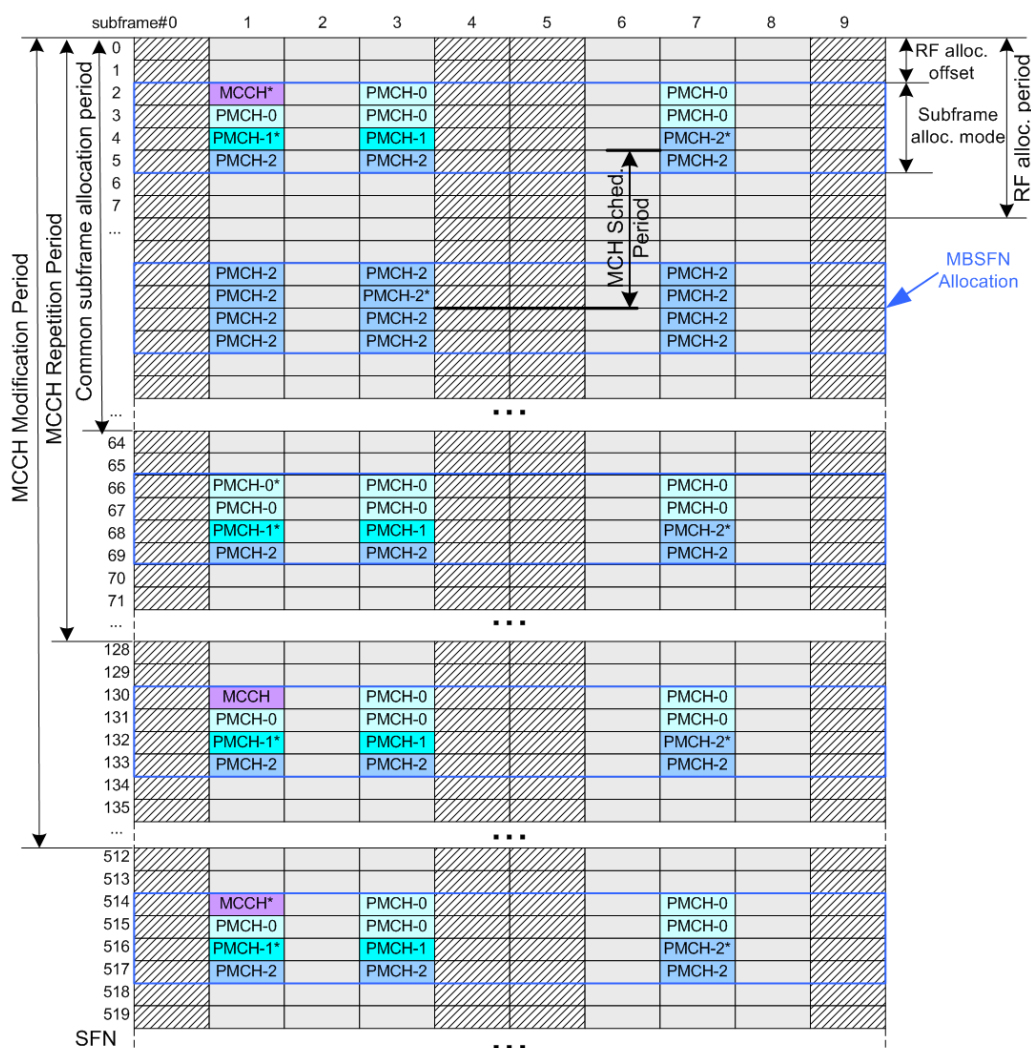 subframe#0 1 2 3 4 5 6 7 8 9
MCCH Modification Period
MCCH Repetition Period
Common subframe allocation period
0
1
2 MCCH* PMCH-0 PMCH-0
3 PMCH-0 PMCH-0 PMCH-0
4 PMCH-1* PMCH-1 PMCH-2*
5 PMCH-2 PMCH-2 PMCH-2
6
7
...
RF alloc.
offset
Subframe
alloc. mode
RF alloc. period
MCH Sched.
Period
PMCH-2 PMCH-2 PMCH-2
PMCH-2 PMCH-2* PMCH-2
PMCH-2 PMCH-2 PMCH-2
PMCH-2 PMCH-2 PMCH-2
MBSFN
Allocation
... ...
64
65
66 PMCH-0* PMCH-0 PMCH-0
67 PMCH-0 PMCH-0 PMCH-0
68 PMCH-1* PMCH-1 PMCH-2*
69 PMCH-2 PMCH-2 PMCH-2
70
71
... ...
128
129
130 MCCH PMCH-0 PMCH-0
131 PMCH-0 PMCH-0 PMCH-0
132 PMCH-1* PMCH-1 PMCH-2*
133 PMCH-2 PMCH-2 PMCH-2
134
135
... ...
512
513
514 MCCH* PMCH-0 PMCH-0
515 PMCH-0 PMCH-0 PMCH-0
516 PMCH-1* PMCH-1 PMCH-2*
517 PMCH-2 PMCH-2 PMCH-2
518
519
SFN ...